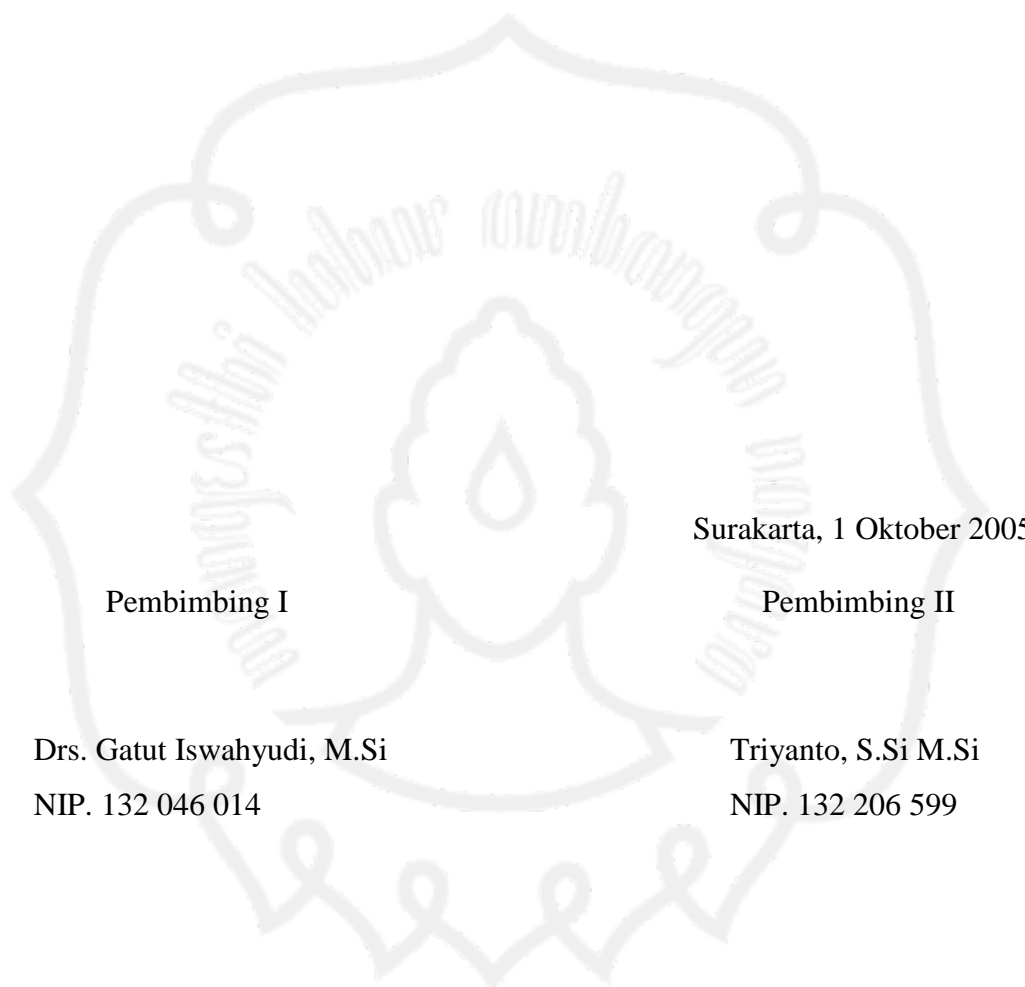 Surakarta, 1 Oktober 2005
Pembimbing I Pembimbing II
Drs. Gatut Iswahyudi, M.Si Triyanto, S.Si M.Si
NIP. 132 046 014 NIP. 132 206 599